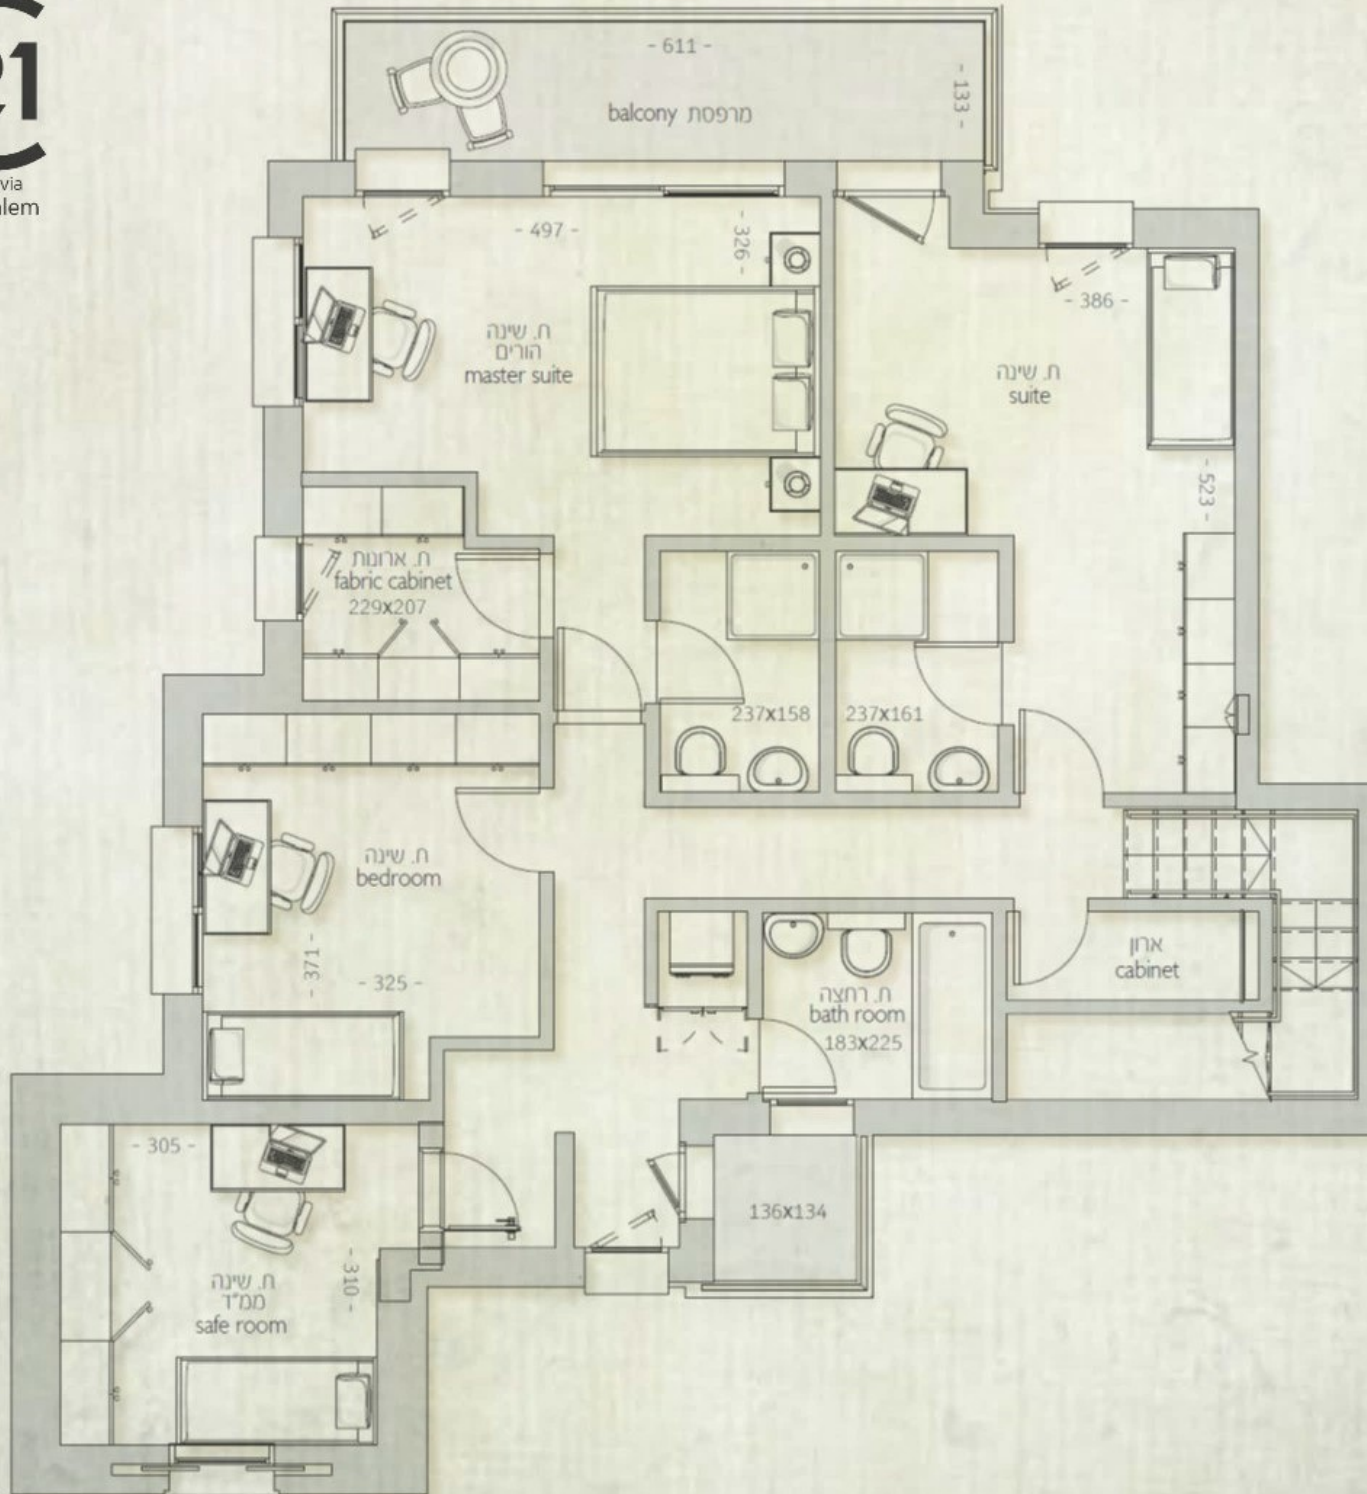 21
via
- 611 -
- 133 -
מרפסת balcony
- 497 -
- 326 -
- 386 -
ח. שינה
הורים
master suite
ח. שינה
suite
- 523 -
ח. ארונות
fabric cabinet
229x207
237x158
237x161
ח. שינה
bedroom
- 371 -
- 325 -
ארון
cabinet
ח. רחצה
bath room
183x225
- 305 -
136x134
- 310 -
ח. שינה
ממ"ד
safe room